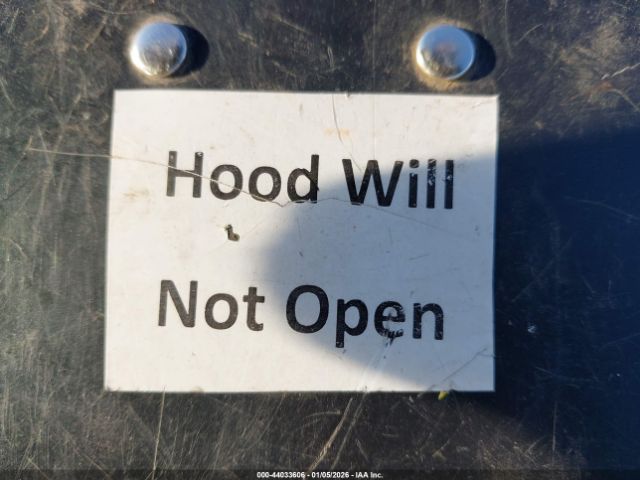 Hood Will
Not Open
000-44033606 - 01/05/2026 - IAA Inc.